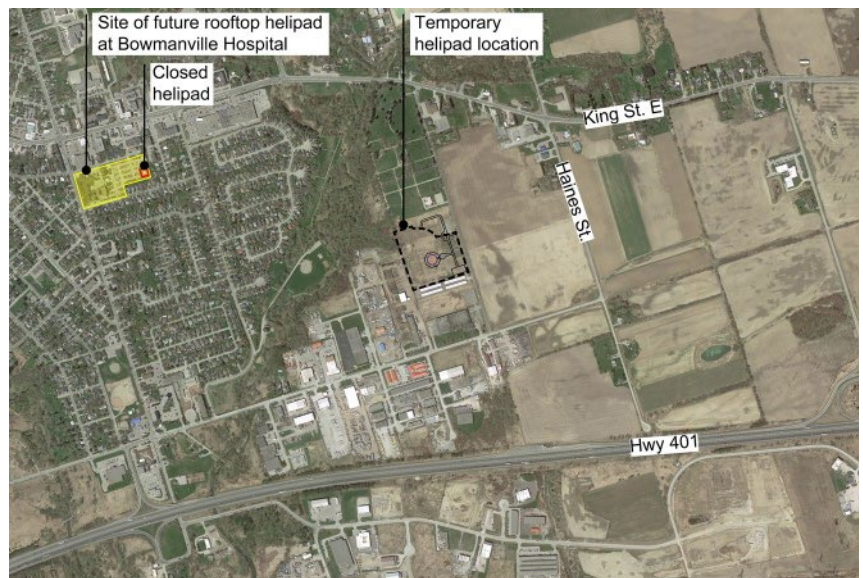 Site of future rooftop helipad
at Bowmanville Hospital
Closed
helipad
Temporary
helipad location
King St. E
Haines St.
Hwy 401